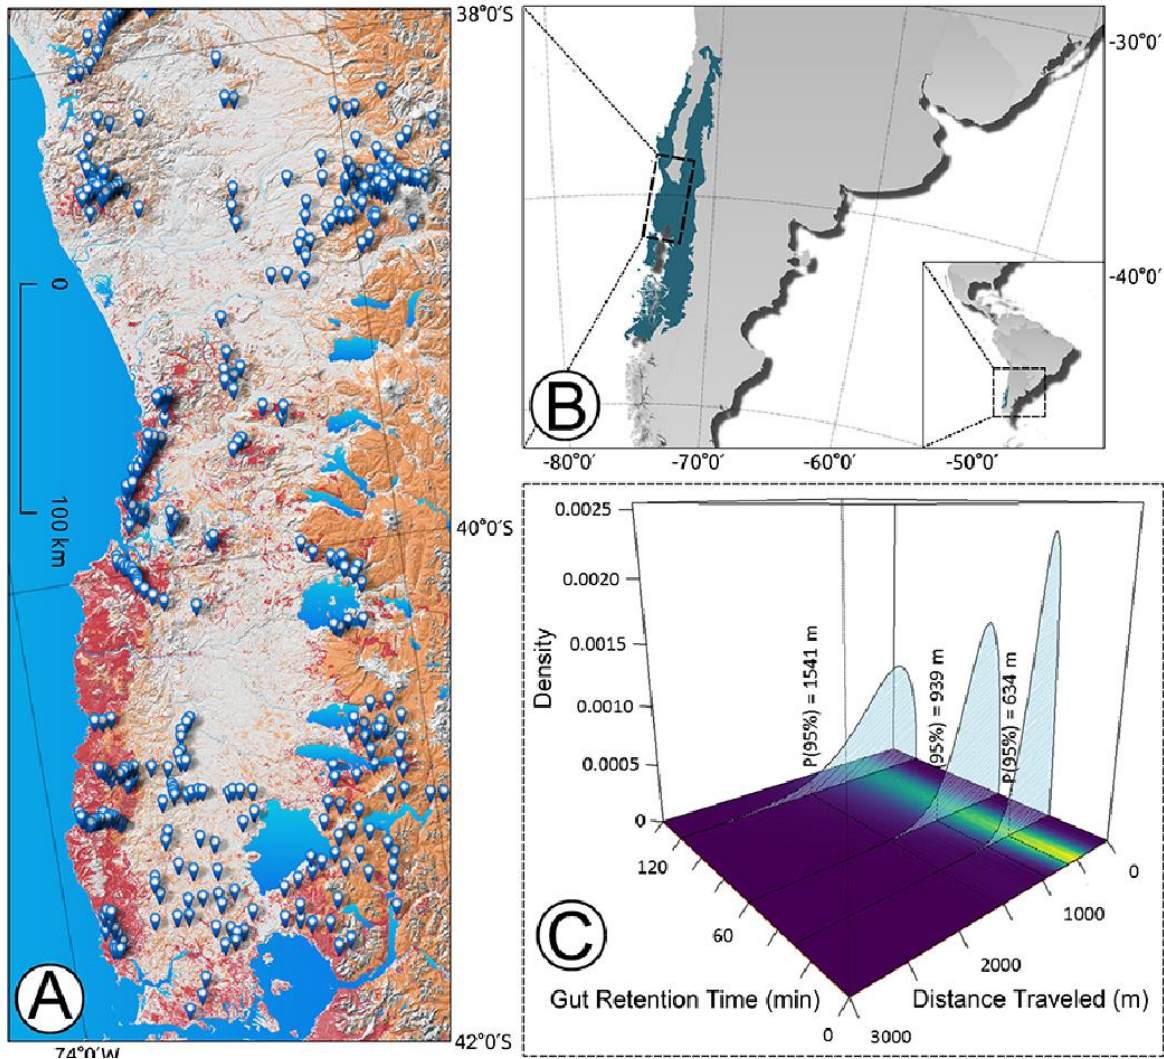 38°0'S
0
100 km
40°0'S
A
42°0'S
74°0'W
-30°0'
-40°0'
B
-80°0'
-70°0'
-60°0'
-50°0'
0.0025
0.0020
0.0015
0.0010
0.0005
0
Density
P(95%) = 1541 m
(95%) = 939 m
P(95%) = 634 m
120
60
0
0
1000
2000
3000
C
Gut Retention Time (min)
Distance Traveled (m)